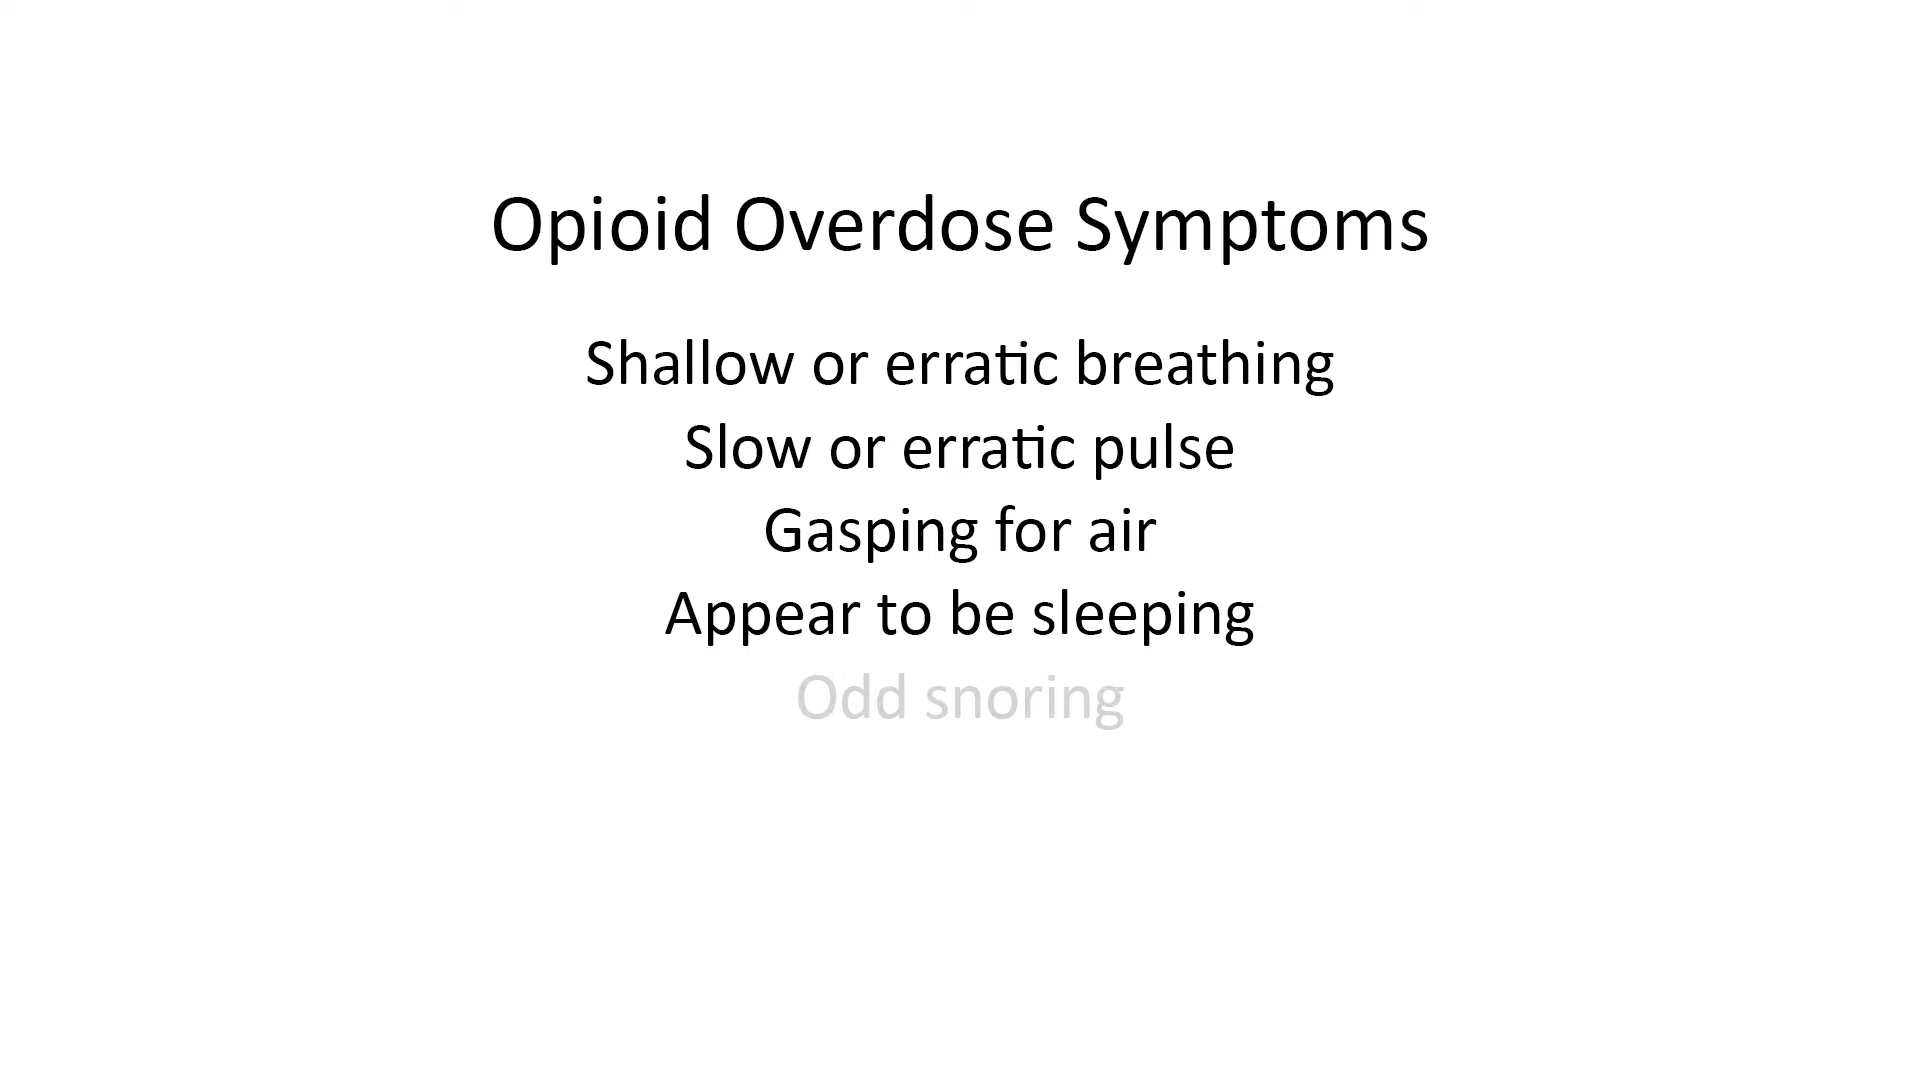 Opioid Overdose Symptoms
Shallow or erratic breathing
Slow or erratic pulse
Gasping for air
Appear to be sleeping
Odd snoring